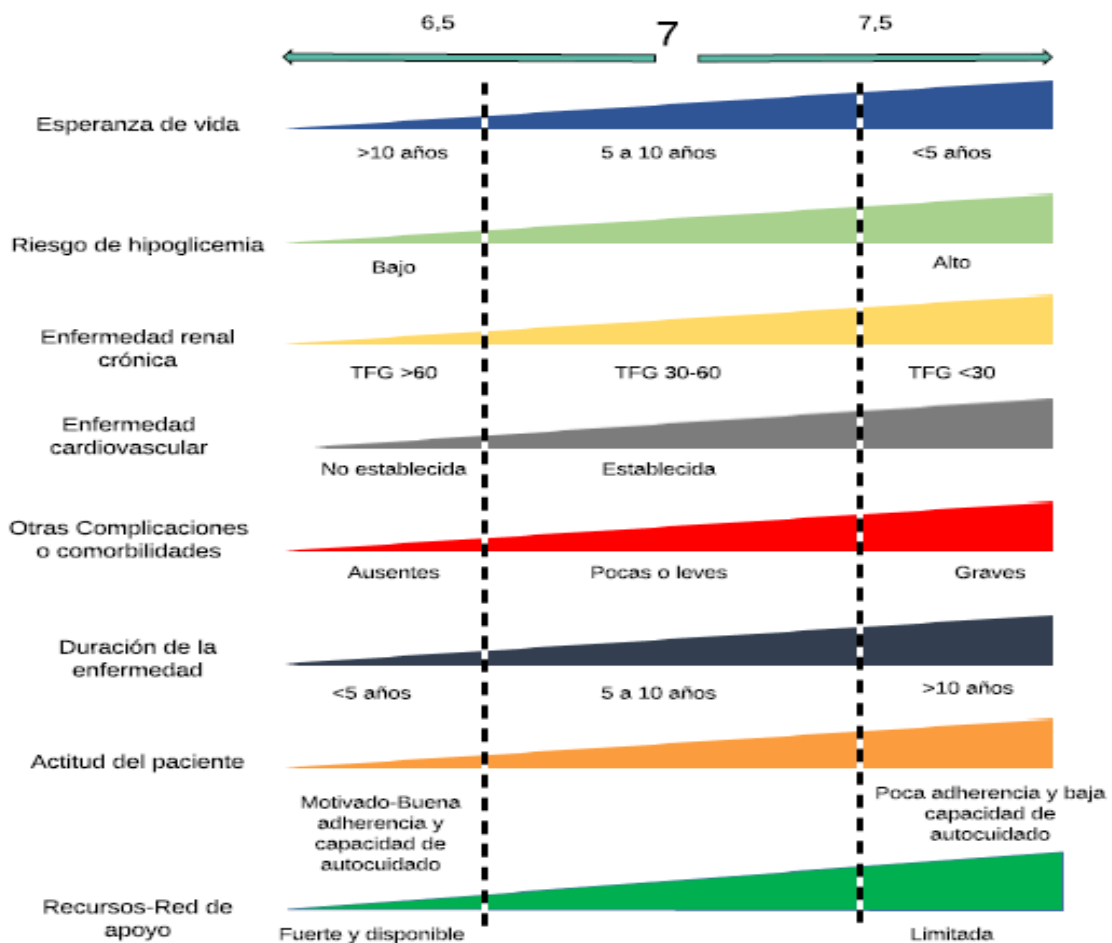 6,5
7
7,5
Esperanza de vida
>10 años
5 a 10 años
<5 años
Riesgo de hipoglicemia
Bajo
Alto
Enfermedad renal
crónica
TFG >60
TFG 30-60
TFG <30
Enfermedad
cardiovascular
No establecida
Establecida
Otras Complicaciones
o comorbilidades
Ausentes
Pocas o leves
Graves
Duración de la
enfermedad
<5 años
5 a 10 años
>10 años
Actitud del paciente
Motivado-Buena
adherencia y
capacidad de
autocuidado
Poca adherencia y baja
capacidad de
autocuidado
Recursos-Red de
apoyo
Fuerte y disponible
Limitada